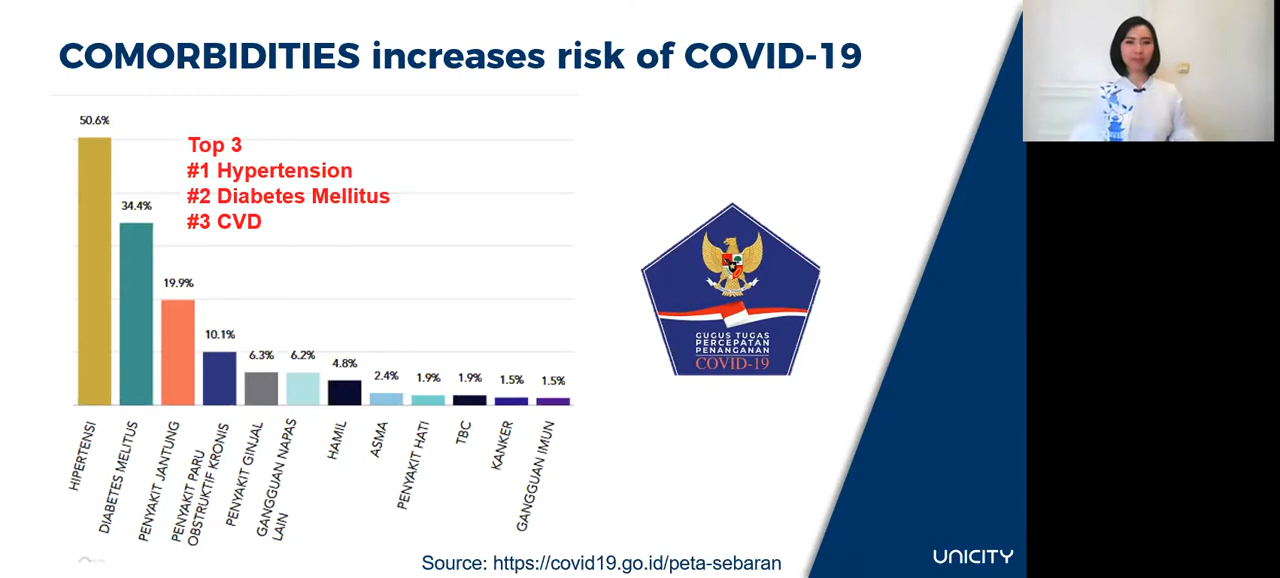 COMORBIDITIES increases risk of COVID-19
50.6%
34.4%
19.9%
10.1%
6.3%
6.2%
4.8%
2.4%
1.9%
1.9%
1.5%
1.5%
Top 3
#1 Hypertension
#2 Diabetes Mellitus
#3 CVD
HIPERTENSI
DIABETES MELITUS
PENYAKIT JANTUNG
PENYAKIT PARU
OBSTRUKTIF KRONIS
PENYAKIT GINJAL
GANGGUAN NAPAS
LAIN
HAMIL
ASMA
PENYAKIT HATI
TBC
KANKER
GANGGUAN IMUN
GUGUS TUGAS
PERCEPATAN
PENANGANAN
COVID-19
Source: https://covid19.go.id/peta-sebaran
UNICITY